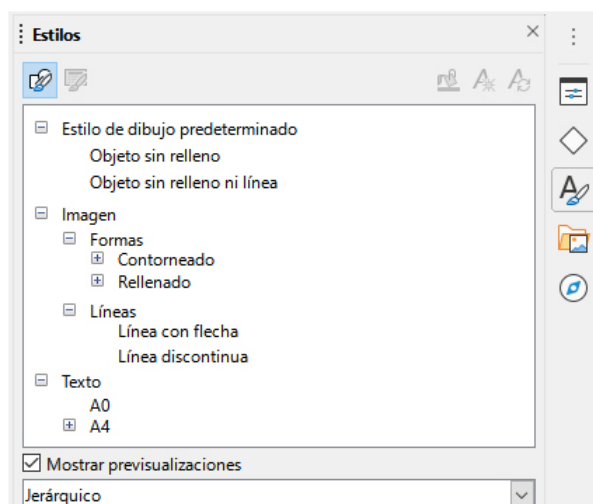 Estilos
Estilo de dibujo predeterminado
Objeto sin relleno
Objeto sin relleno ni línea
Imagen
Formas
Contorneado
Rellenado
Líneas
Línea con flecha
Línea discontinua
Texto
A0
A4
Mostrar previsualizaciones
Jerárquico